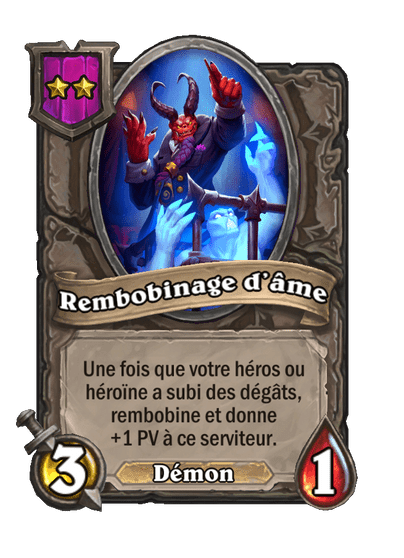 Rembobinage d'âme
Une fois que votre héros ou
héroïne a subi des dégâts,
rembobine et donne
+1 PV à ce serviteur.
3
Démon
1